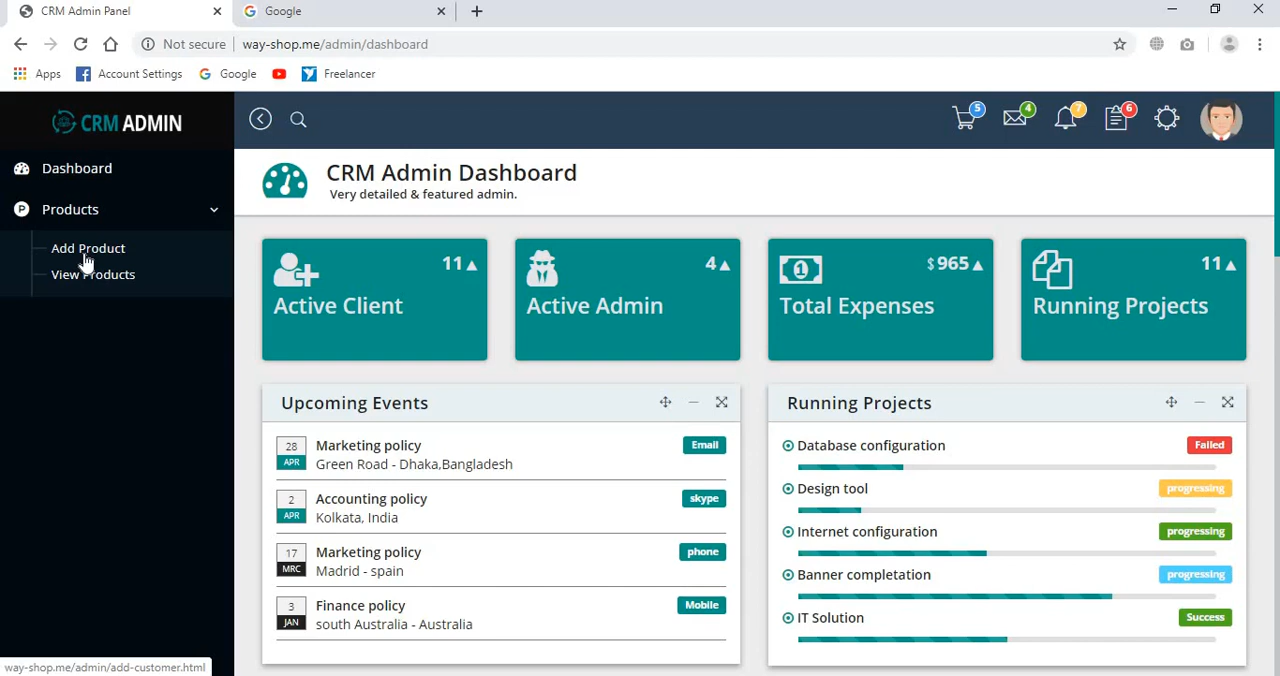 CRM Admin Panel
Google
Not secure
way-shop.me/admin/dashboard
Apps
Account Settings
Google
Freelancer
CRM ADMIN
5
4
7
6
Dashboard
Products
Add Product
View Products
CRM Admin Dashboard
Very detailed & featured admin.
11
Active Client
4
Active Admin
$ 965
Total Expenses
11
Running Projects
Upcoming Events
28 APR
Marketing policy
Email
Green Road - Dhaka,Bangladesh
2 APR
Accounting policy
skype
Kolkata, India
17 MRC
Marketing policy
phone
Madrid - spain
3 JAN
Finance policy
Mobile
south Australia - Australia
Running Projects
Database configuration
Failed
Design tool
progressing
Internet configuration
progressing
Banner completation
progressing
IT Solution
Success
way-shop.me/admin/add-customer.html